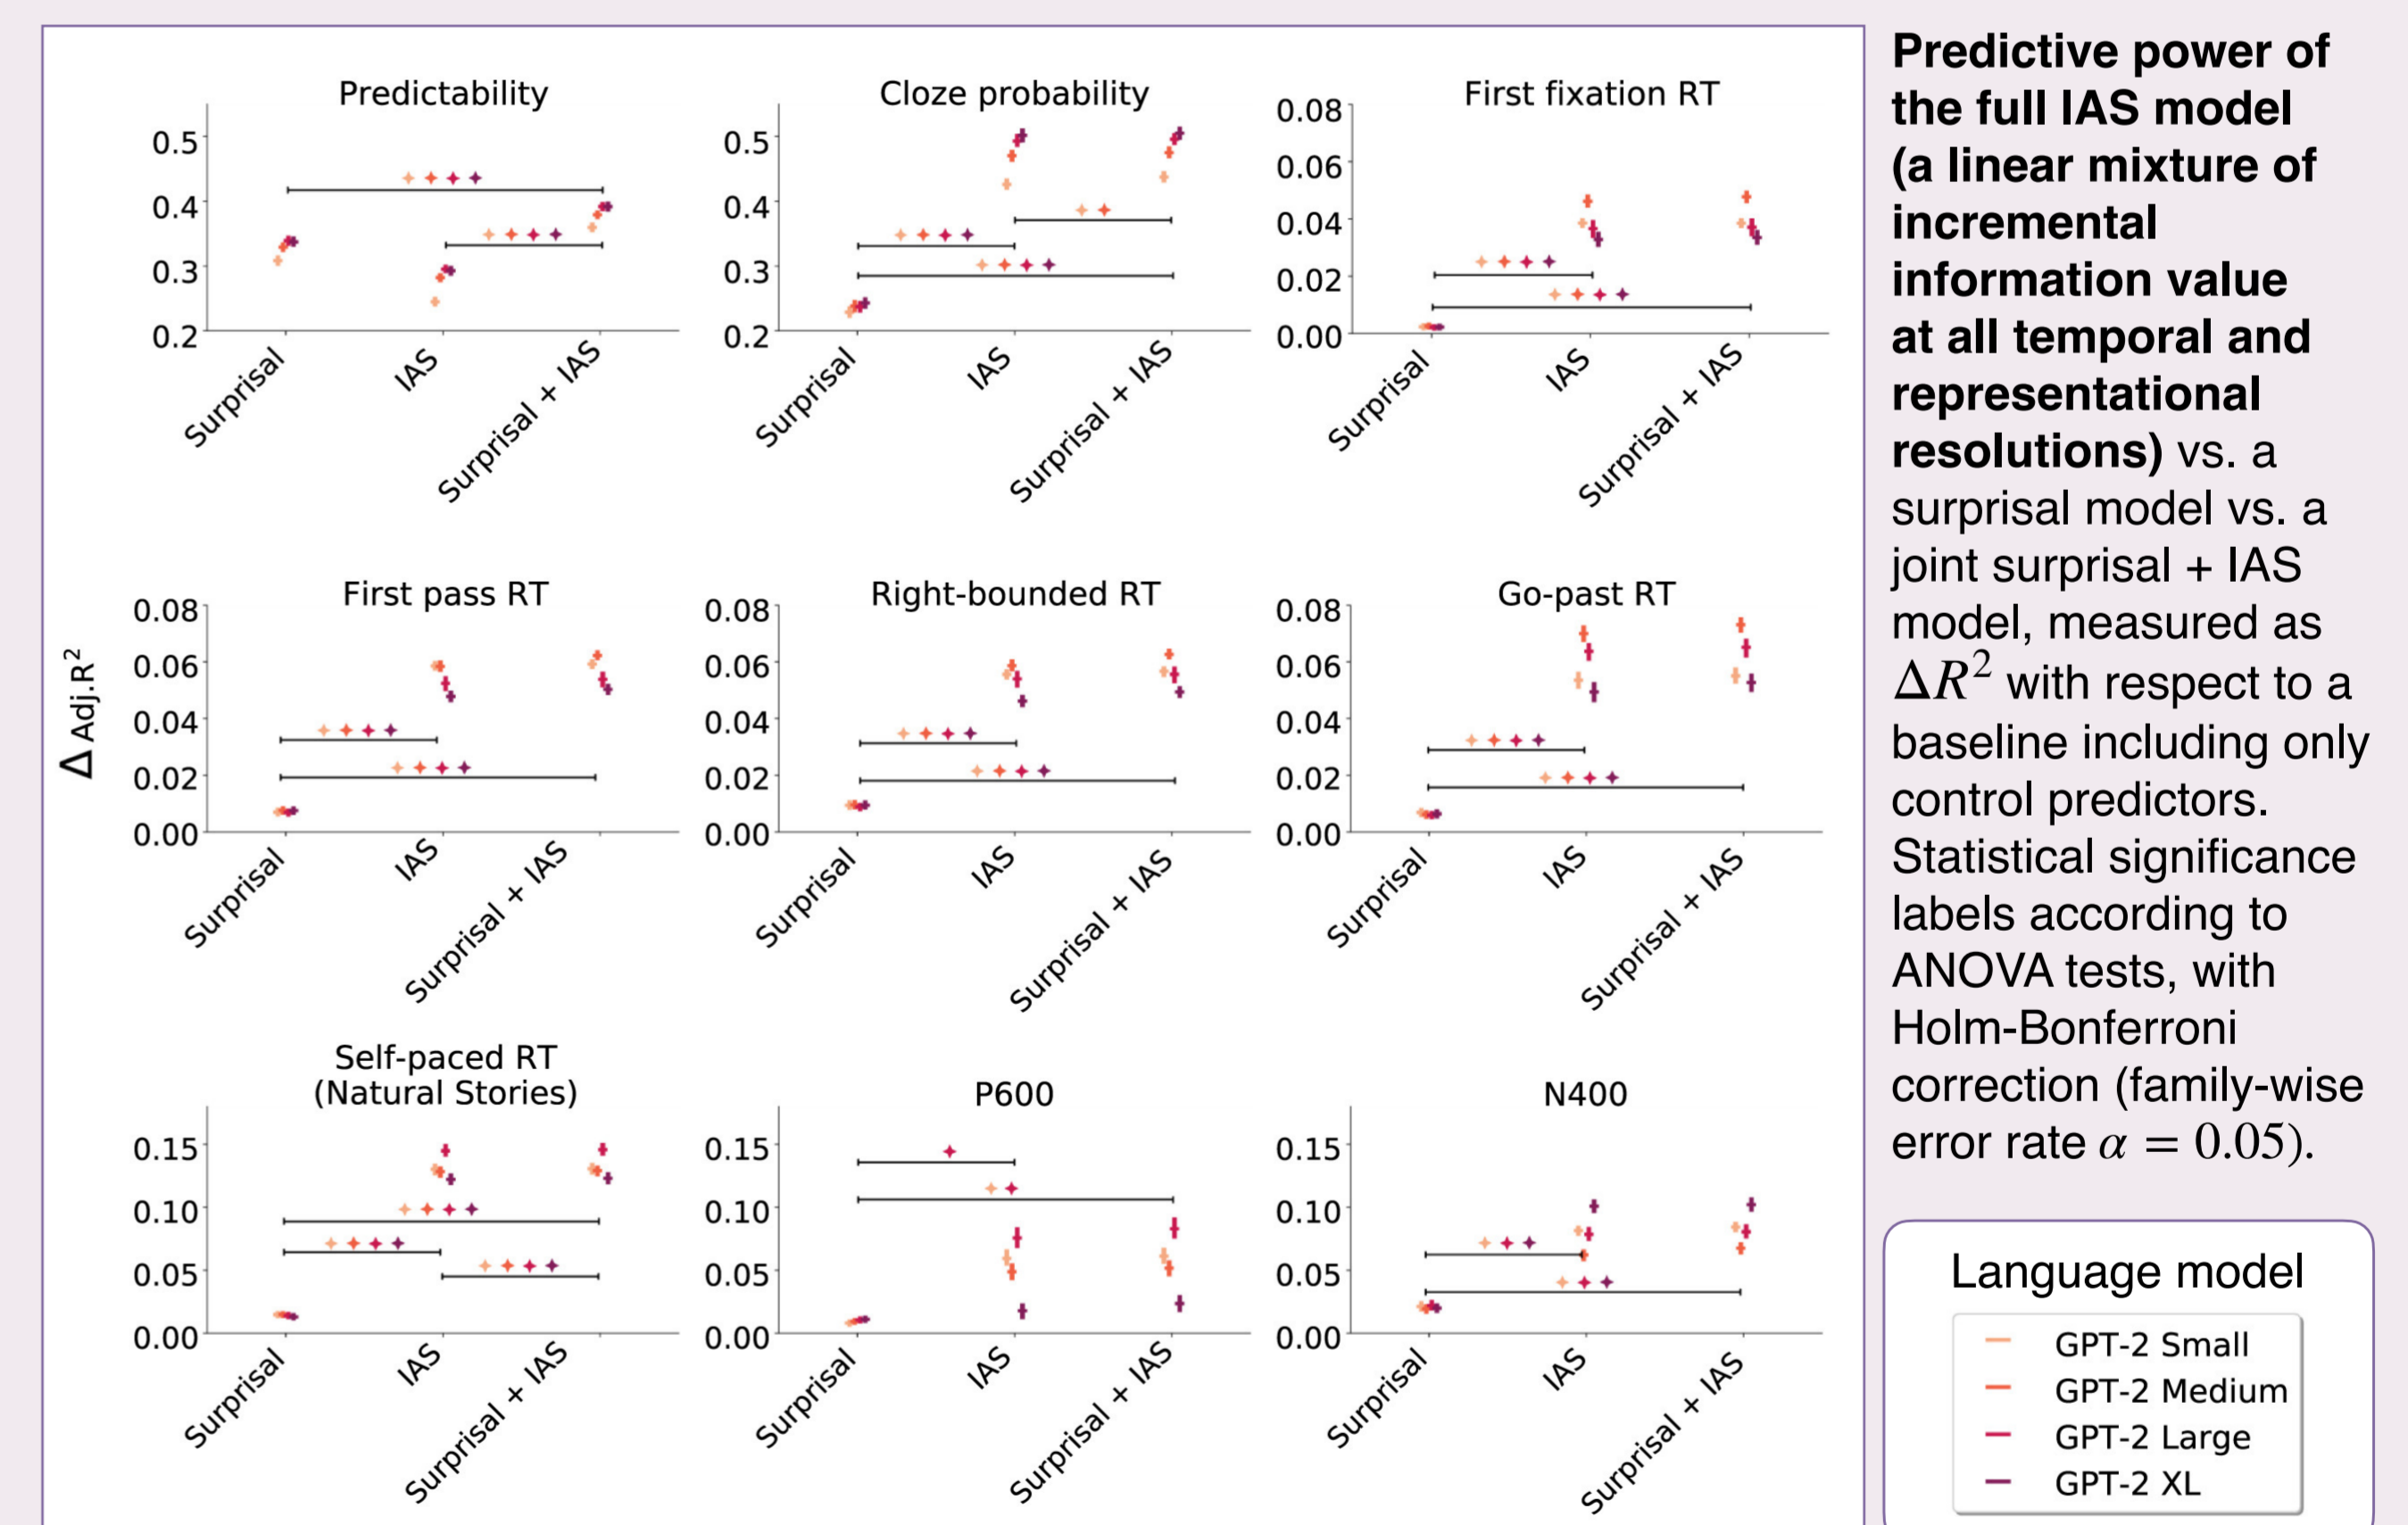 Predictability
0.5
0.4
0.3
0.2
Surprisal
IAS
Surprisal + IAS
Cloze probability
0.5
0.4
0.3
0.2
Surprisal
IAS
Surprisal + IAS
First fixation RT
0.08
0.06
0.04
0.02
0.00
Surprisal
IAS
Surprisal + IAS
Δ Adj.R²
First pass RT
0.08
0.06
0.04
0.02
0.00
Surprisal
IAS
Surprisal + IAS
Right-bounded RT
0.08
0.06
0.04
0.02
0.00
Surprisal
IAS
Surprisal + IAS
Go-past RT
0.08
0.06
0.04
0.02
0.00
Surprisal
IAS
Surprisal + IAS
Self-paced RT
(Natural Stories)
0.15
0.10
0.05
0.00
Surprisal
IAS
Surprisal + IAS
P600
0.15
0.10
0.05
0.00
Surprisal
IAS
Surprisal + IAS
N400
0.15
0.10
0.05
0.00
Surprisal
IAS
Surprisal + IAS
Predictive power of
the full IAS model
(a linear mixture of
incremental
information value
at all temporal and
representational
resolutions) vs. a
surprisal model vs. a
joint surprisal + IAS
model, measured as
ΔR² with respect to a
baseline including only
control predictors.
Statistical significance
labels according to
ANOVA tests, with
Holm-Bonferroni
correction (family-wise
error rate α = 0.05).
Language model
GPT-2 Small
GPT-2 Medium
GPT-2 Large
GPT-2 XL